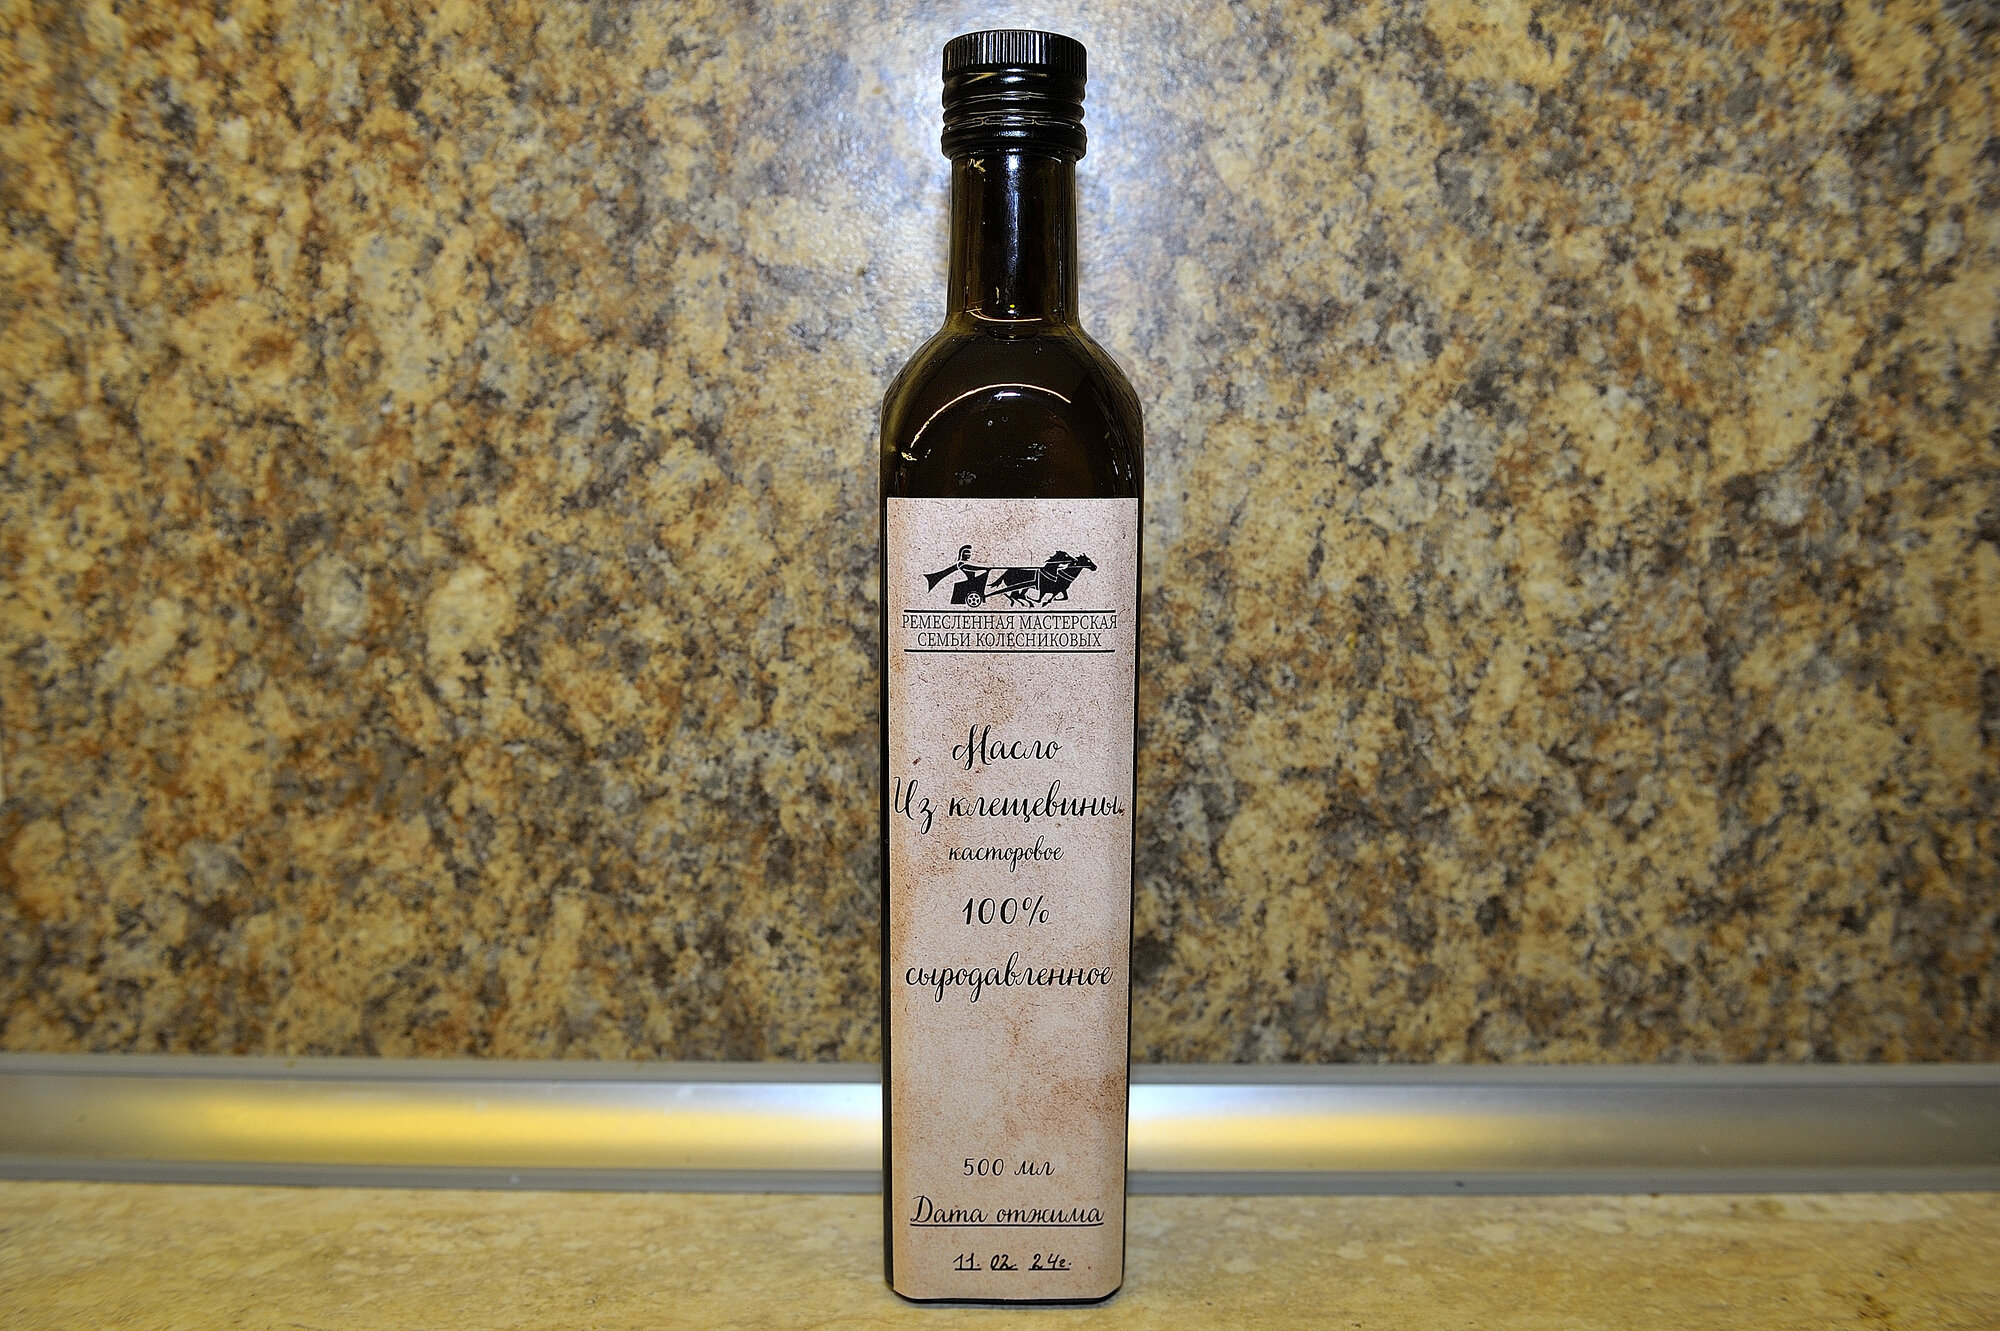 РЕМЕСЛЕННАЯ МАСТЕРСКАЯ
СЕМЬИ КОЛЕСНИКОВЫХ
Масло
Из клещевины
касторовое
100%
сыродавленное
500 мл
Дата отжима
11. 02. 24г.